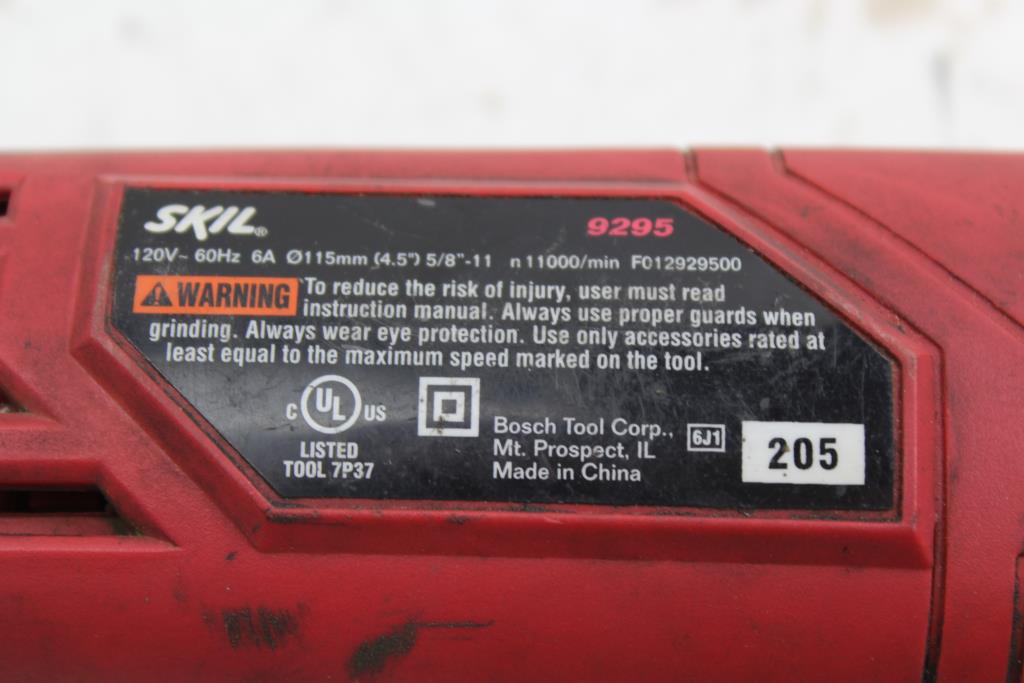 SKIL® 9295
120V~ 60Hz 6A Ø115mm (4.5") 5/8"-11 n 11000/min F012929500
WARNING To reduce the risk of injury, user must read
instruction manual. Always use proper guards when
grinding. Always wear eye protection. Use only accessories rated at
least equal to the maximum speed marked on the tool.
C UL US
LISTED
TOOL 7P37
Bosch Tool Corp.,
Mt. Prospect, IL
Made in China
6J1
205